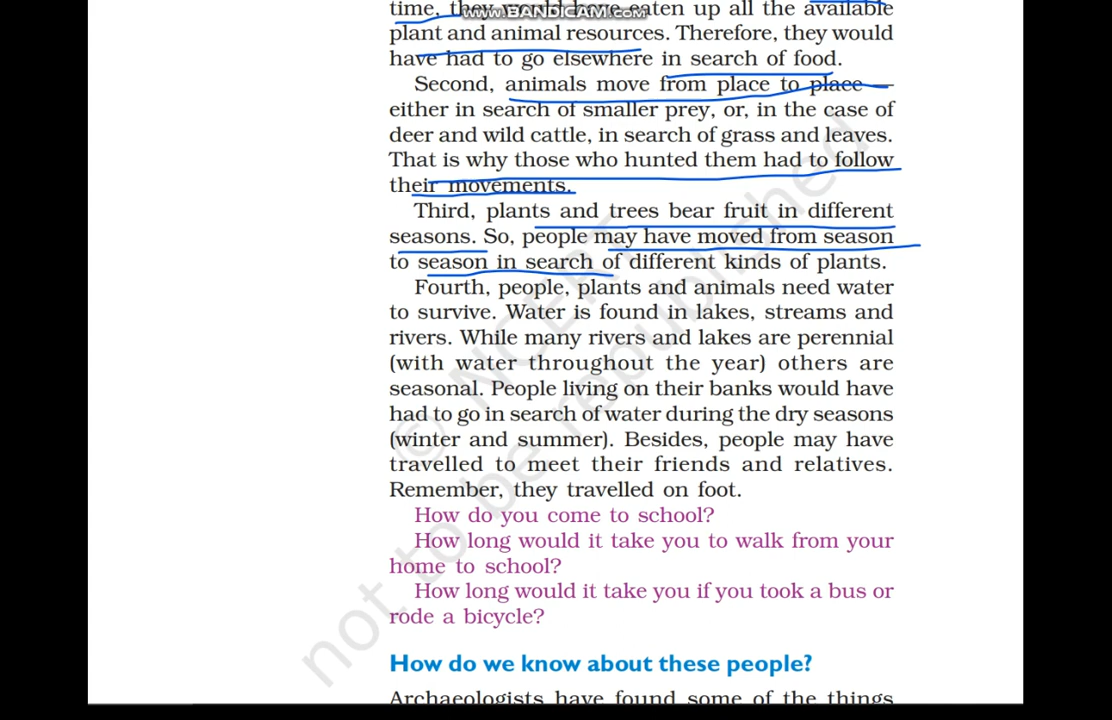 time, they would have eaten up all the available
www.BANDICAM.com
plant and animal resources. Therefore, they would
have had to go elsewhere in search of food.
Second, animals move from place to place —
either in search of smaller prey, or, in the case of
deer and wild cattle, in search of grass and leaves.
That is why those who hunted them had to follow
their movements.
Third, plants and trees bear fruit in different
seasons. So, people may have moved from season
to season in search of different kinds of plants.
Fourth, people, plants and animals need water
to survive. Water is found in lakes, streams and
rivers. While many rivers and lakes are perennial
(with water throughout the year) others are
seasonal. People living on their banks would have
had to go in search of water during the dry seasons
(winter and summer). Besides, people may have
travelled to meet their friends and relatives.
Remember, they travelled on foot.
How do you come to school?
How long would it take you to walk from your
home to school?
How long would it take you if you took a bus or
rode a bicycle?
How do we know about these people?
Archaeologists have found some of the things
© NCERT
not to be republished